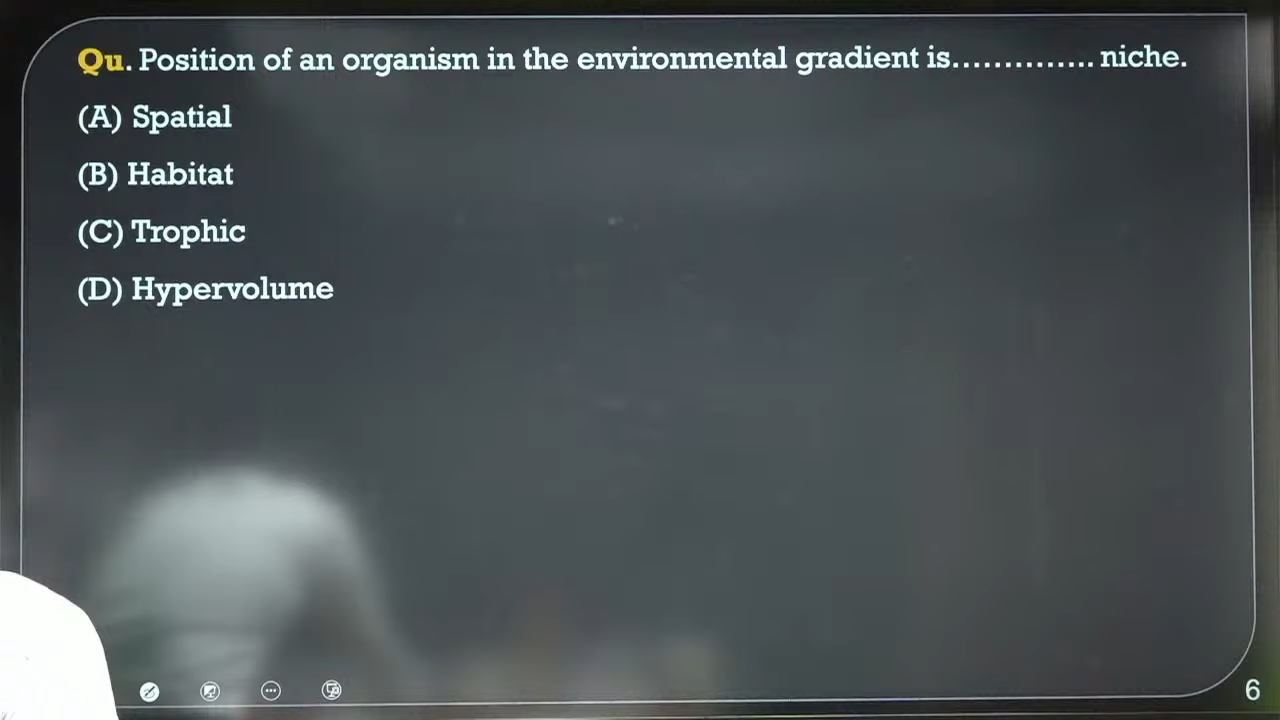 Qu. Position of an organism in the environmental gradient is.............. niche.
(A) Spatial
(B) Habitat
(C) Trophic
(D) Hypervolume
6